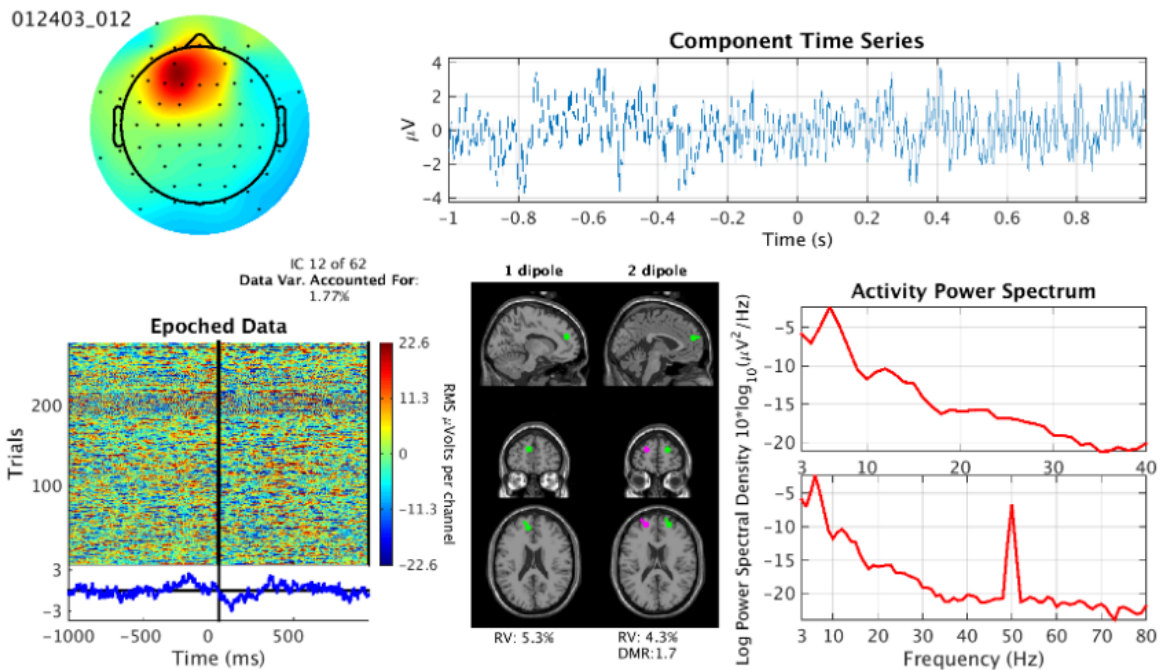 012403_012
Component Time Series
4
2
0
−2
−4
μV
-1 −0.8 −0.6 −0.4 −0.2 0 0.2 0.4 0.6 0.8
Time (s)
IC 12 of 62
Data Var. Accounted For:
1.77%
Epoched Data
200
100
Trials
22.6
11.3
0
−11.3
−22.6
RMS μVolts per channel
3
−3
−1000 −500 0 500
Time (ms)
1 dipole 2 dipole
RV: 5.3% RV: 4.3%
DMR:1.7
Activity Power Spectrum
Log Power Spectral Density 10*log10(μV2/Hz)
−5
−10
−15
−20
3 10 20 30 40
−5
−10
−15
−20
3 10 20 30 40 50 60 70 80
Frequency (Hz)